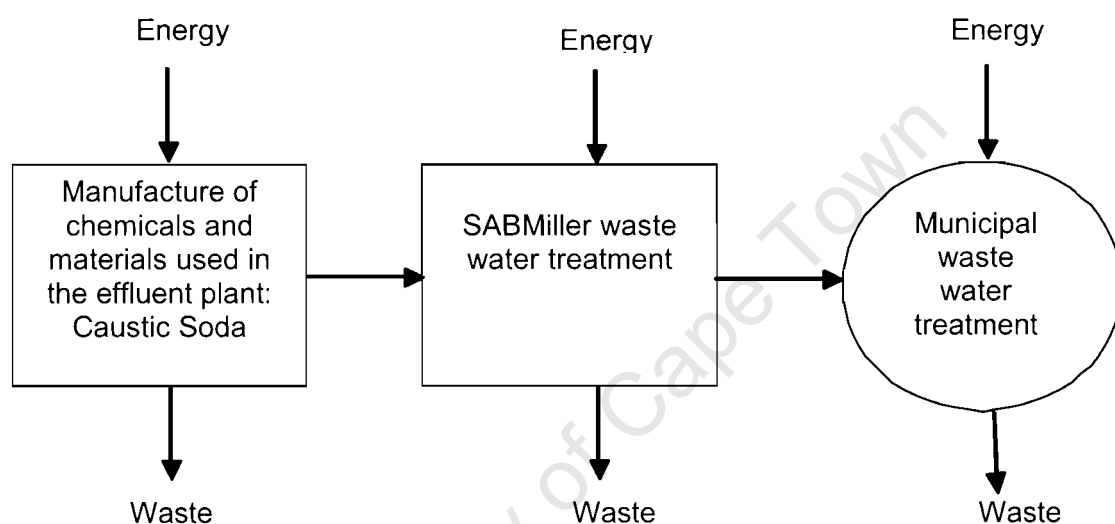 Energy
Energy
Energy
Manufacture of
chemicals and
materials used in
the effluent plant:
Caustic Soda
SABMiller waste
water treatment
Municipal
waste
water
treatment
Waste
Waste
Waste
y of Cape Town